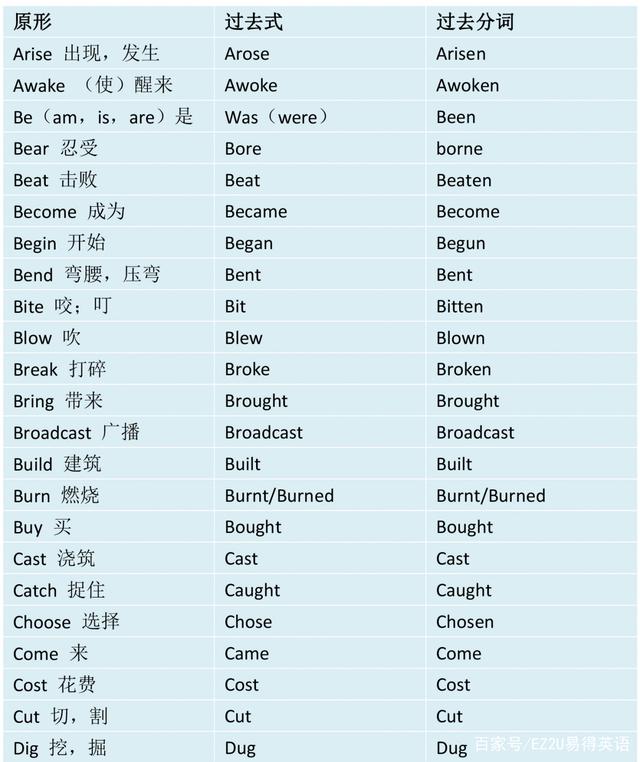 原形 过去式 过去分词
Arise 出现，发生 Arose Arisen
Awake （使）醒来 Awoke Awoken
Be（am，is，are）是 Was（were） Been
Bear 忍受 Bore borne
Beat 击败 Beat Beaten
Become 成为 Became Become
Begin 开始 Began Begun
Bend 弯腰，压弯 Bent Bent
Bite 咬；叮 Bit Bitten
Blow 吹 Blew Blown
Break 打碎 Broke Broken
Bring 带来 Brought Brought
Broadcast 广播 Broadcast Broadcast
Build 建筑 Built Built
Burn 燃烧 Burnt/Burned Burnt/Burned
Buy 买 Bought Bought
Cast 浇筑 Cast Cast
Catch 捉住 Caught Caught
Choose 选择 Chose Chosen
Come 来 Came Come
Cost 花费 Cost Cost
Cut 切，割 Cut Cut
Dig 挖，掘 Dug Dug
百家号/EZ2U易得英语